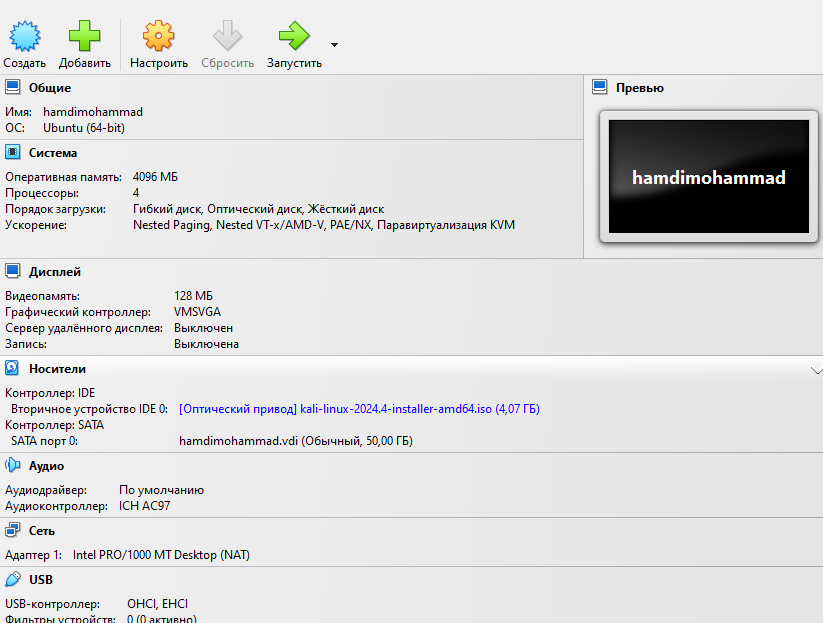 Создать Добавить Настроить Сбросить Запустить
Общие
Имя: hamdimohammad
ОС: Ubuntu (64-bit)
Превью
hamdimohammad
Система
Оперативная память: 4096 МБ
Процессоры: 4
Порядок загрузки: Гибкий диск, Оптический диск, Жёсткий диск
Ускорение: Nested Paging, Nested VT-x/AMD-V, PAE/NX, Паравиртуализация KVM
Дисплей
Видеопамять: 128 МБ
Графический контроллер: VMSVGA
Сервер удалённого дисплея: Выключен
Запись: Выключена
Носители
Контроллер: IDE
Вторичное устройство IDE 0: [Оптический привод] kali-linux-2024.4-installer-amd64.iso (4,07 ГБ)
Контроллер: SATA
SATA порт 0: hamdimohammad.vdi (Обычный, 50,00 ГБ)
Аудио
Аудиодрайвер: По умолчанию
Аудиоконтроллер: ICH AC97
Сеть
Адаптер 1: Intel PRO/1000 MT Desktop (NAT)
USB
USB-контроллер: OHCI, EHCI
Фильтры устройств: 0 (0 активно)